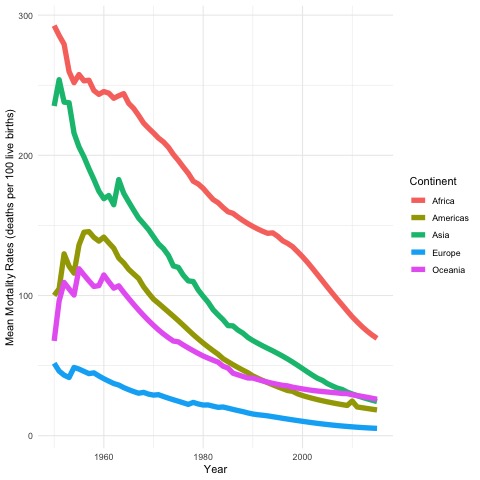 300
200
100
0
Mean Mortality Rates (deaths per 100 live births)
1960
1980
2000
Year
Continent
Africa
Americas
Asia
Europe
Oceania